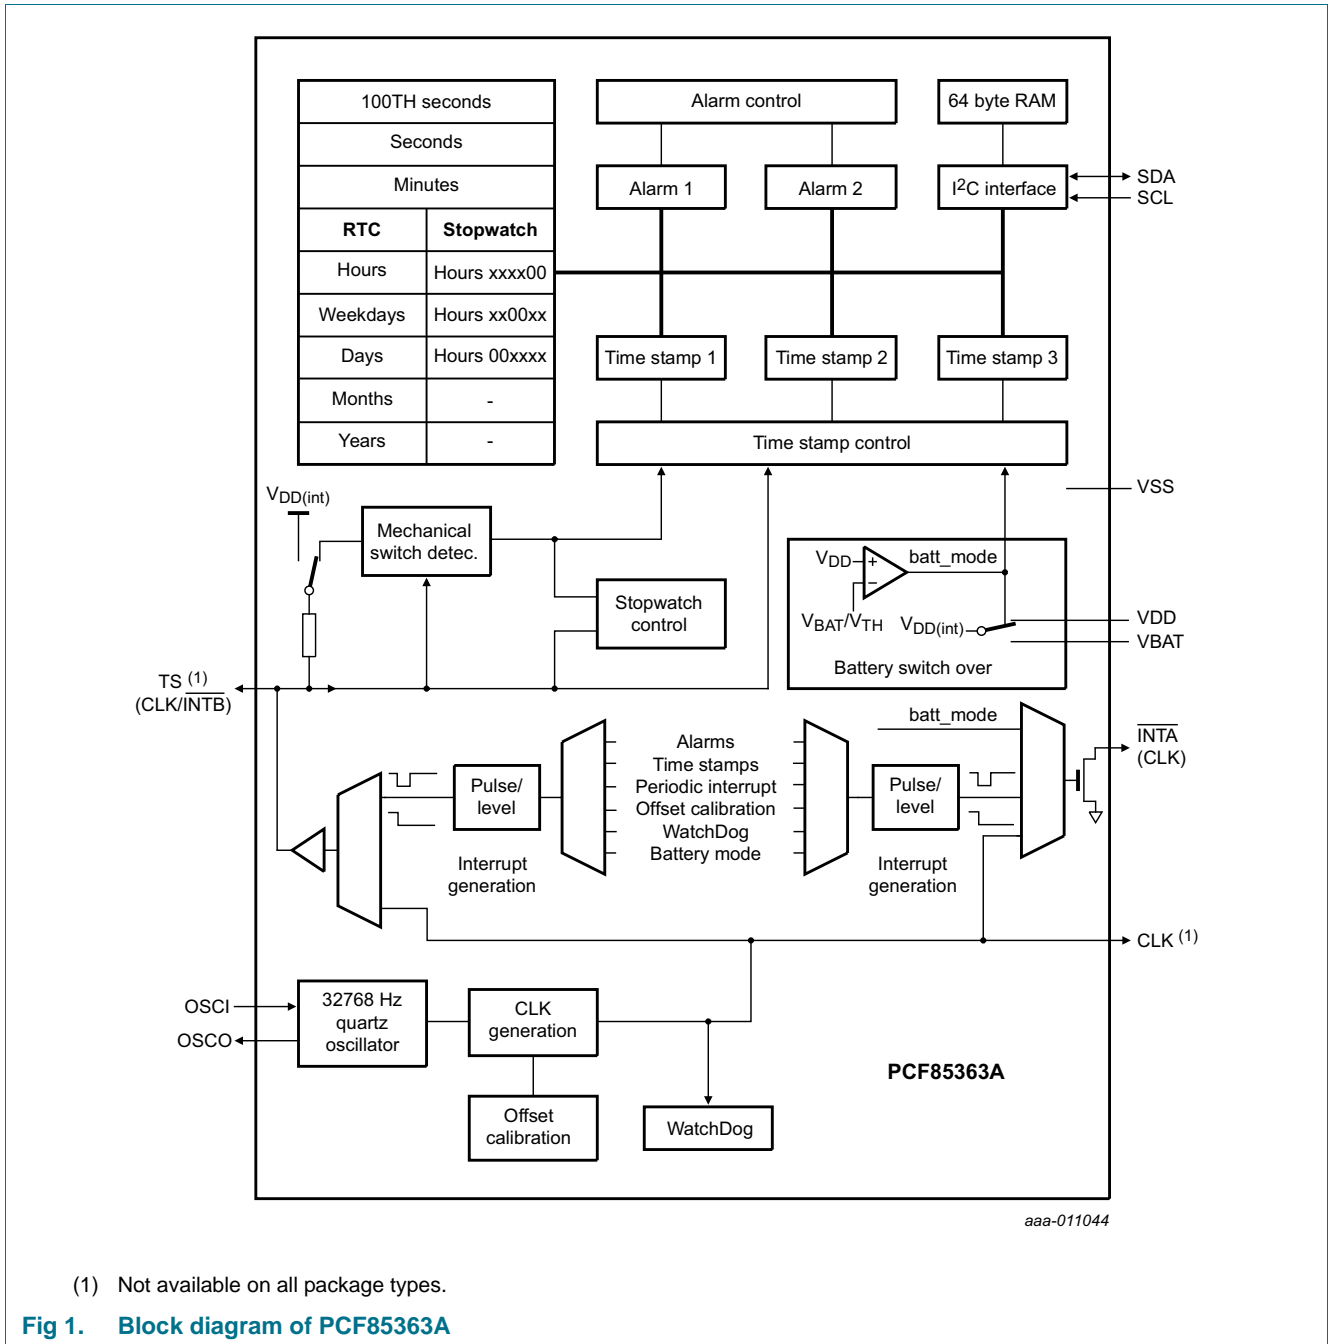 100TH seconds
Seconds
Minutes
RTC Stopwatch
Hours Hours xxxx00
Weekdays Hours xx00xx
Days Hours 00xxxx
Months -
Years -
Alarm control
64 byte RAM
Alarm 1
Alarm 2
I2C interface
SDA
SCL
Time stamp 1
Time stamp 2
Time stamp 3
Time stamp control
VSS
VDD(int)
Mechanical
switch detec.
Stopwatch
control
VDD
+
−
batt_mode
VBAT/VTH
VDD(int)
Battery switch over
VDD
VBAT
TS (1)
(CLK/INTB)
Pulse/
level
Interrupt
generation
Alarms
Time stamps
Periodic interrupt
Offset calibration
WatchDog
Battery mode
Pulse/
level
Interrupt
generation
batt_mode
INTA
(CLK)
CLK (1)
OSCI
OSCO
32768 Hz
quartz
oscillator
CLK
generation
Offset
calibration
WatchDog
PCF85363A
aaa-011044
(1) Not available on all package types.
Fig 1. Block diagram of PCF85363A